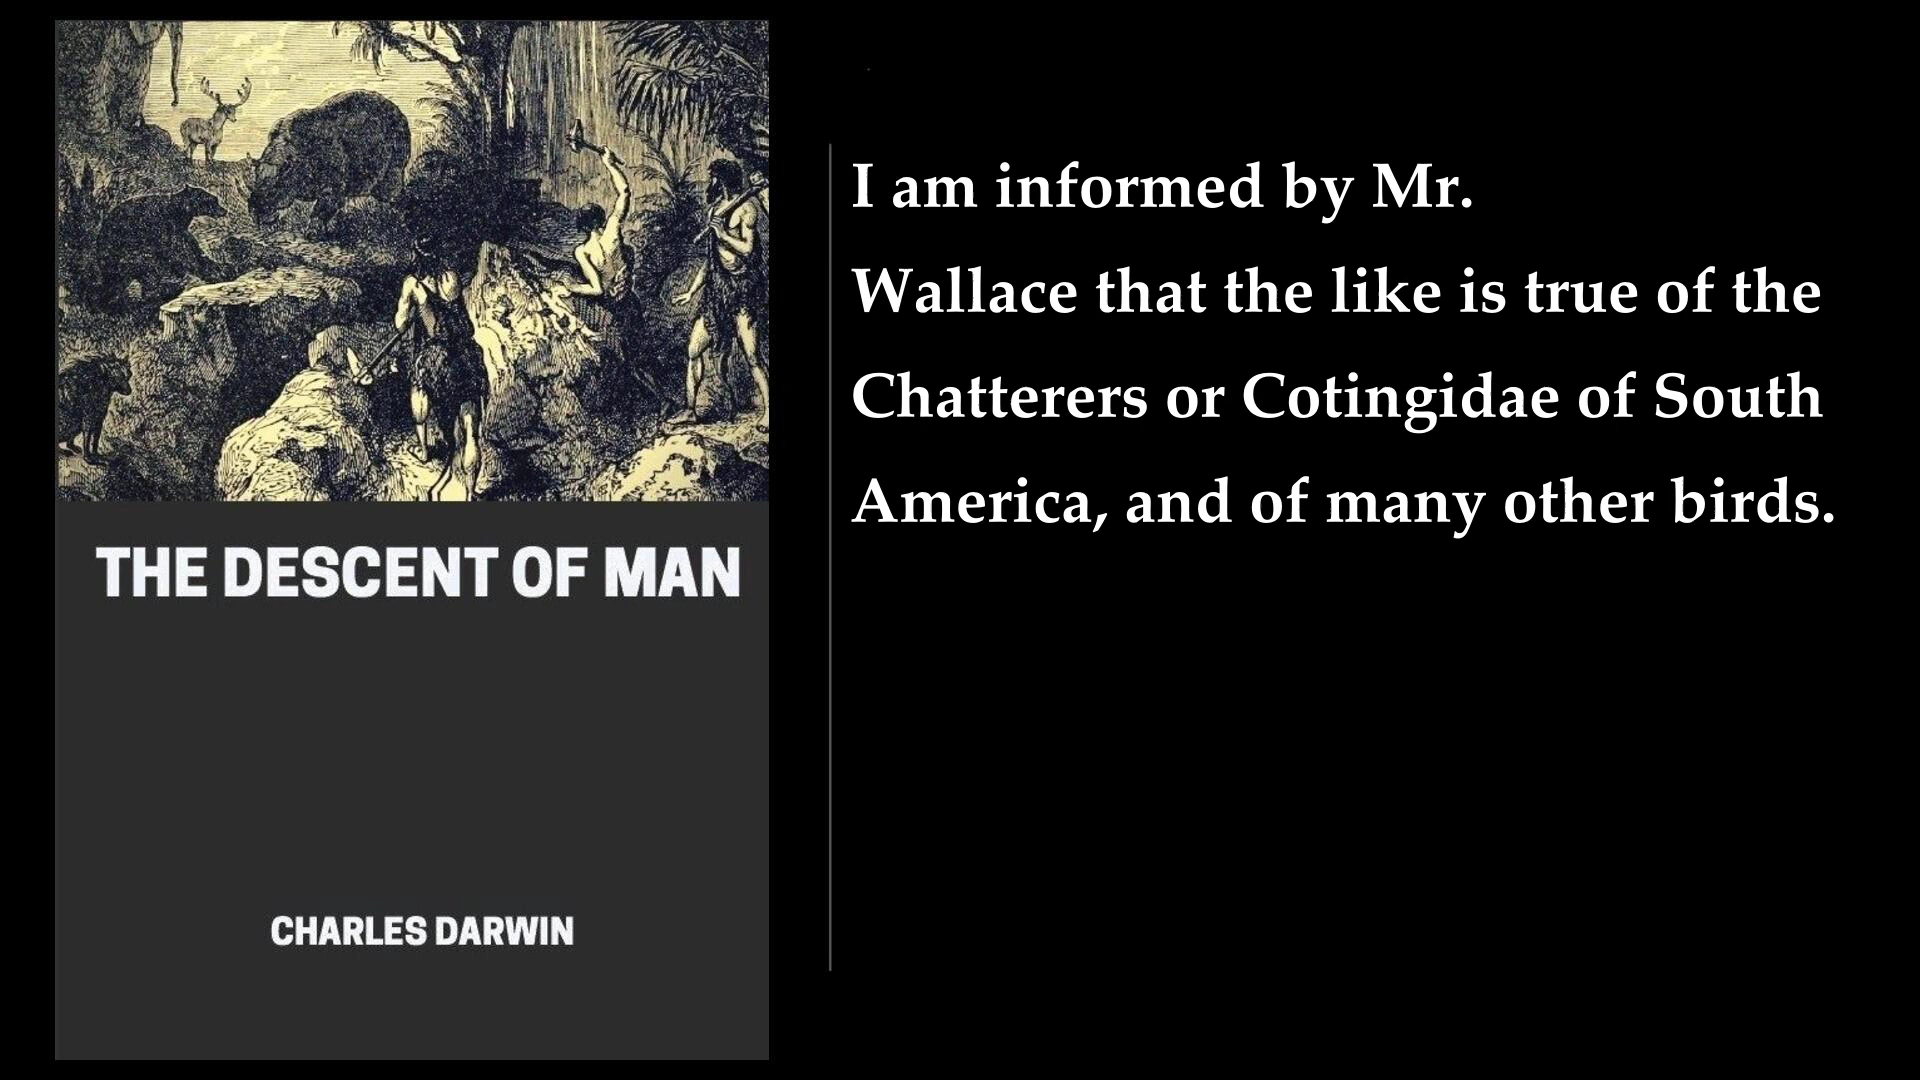 THE DESCENT OF MAN
CHARLES DARWIN
I am informed by Mr.
Wallace that the like is true of the
Chatterers or Cotingidae of South
America, and of many other birds.